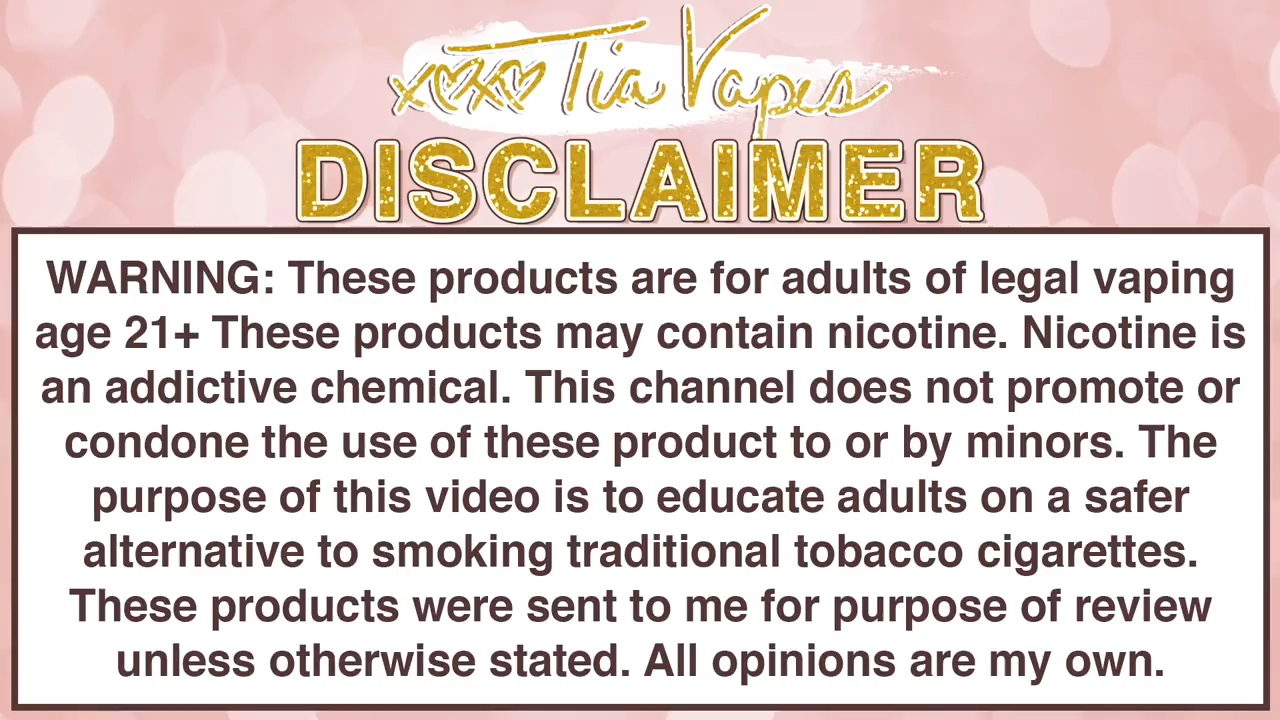 xoxo Tia Vapes
DISCLAIMER
WARNING: These products are for adults of legal vaping
age 21+ These products may contain nicotine. Nicotine is
an addictive chemical. This channel does not promote or
condone the use of these product to or by minors. The
purpose of this video is to educate adults on a safer
alternative to smoking traditional tobacco cigarettes.
These products were sent to me for purpose of review
unless otherwise stated. All opinions are my own.